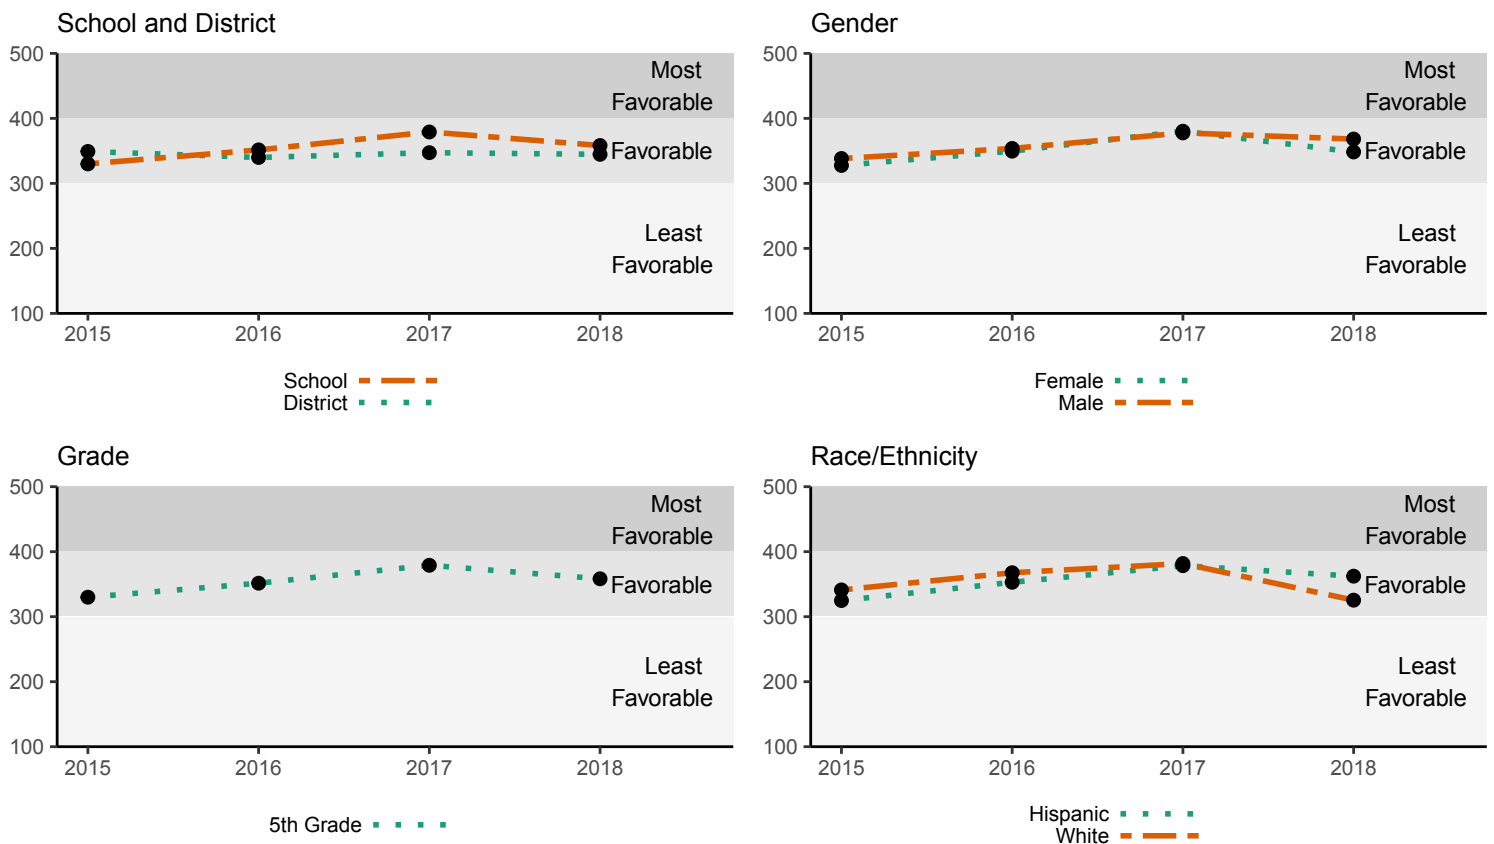 School and District
500
400
300
200
100
Most
Favorable
Favorable
Least
Favorable
2015 2016 2017 2018
School
District
Gender
500
400
300
200
100
Most
Favorable
Favorable
Least
Favorable
2015 2016 2017 2018
Female
Male
Grade
500
400
300
200
100
Most
Favorable
Favorable
Least
Favorable
2015 2016 2017 2018
5th Grade
Race/Ethnicity
500
400
300
200
100
Most
Favorable
Favorable
Least
Favorable
2015 2016 2017 2018
Hispanic
White